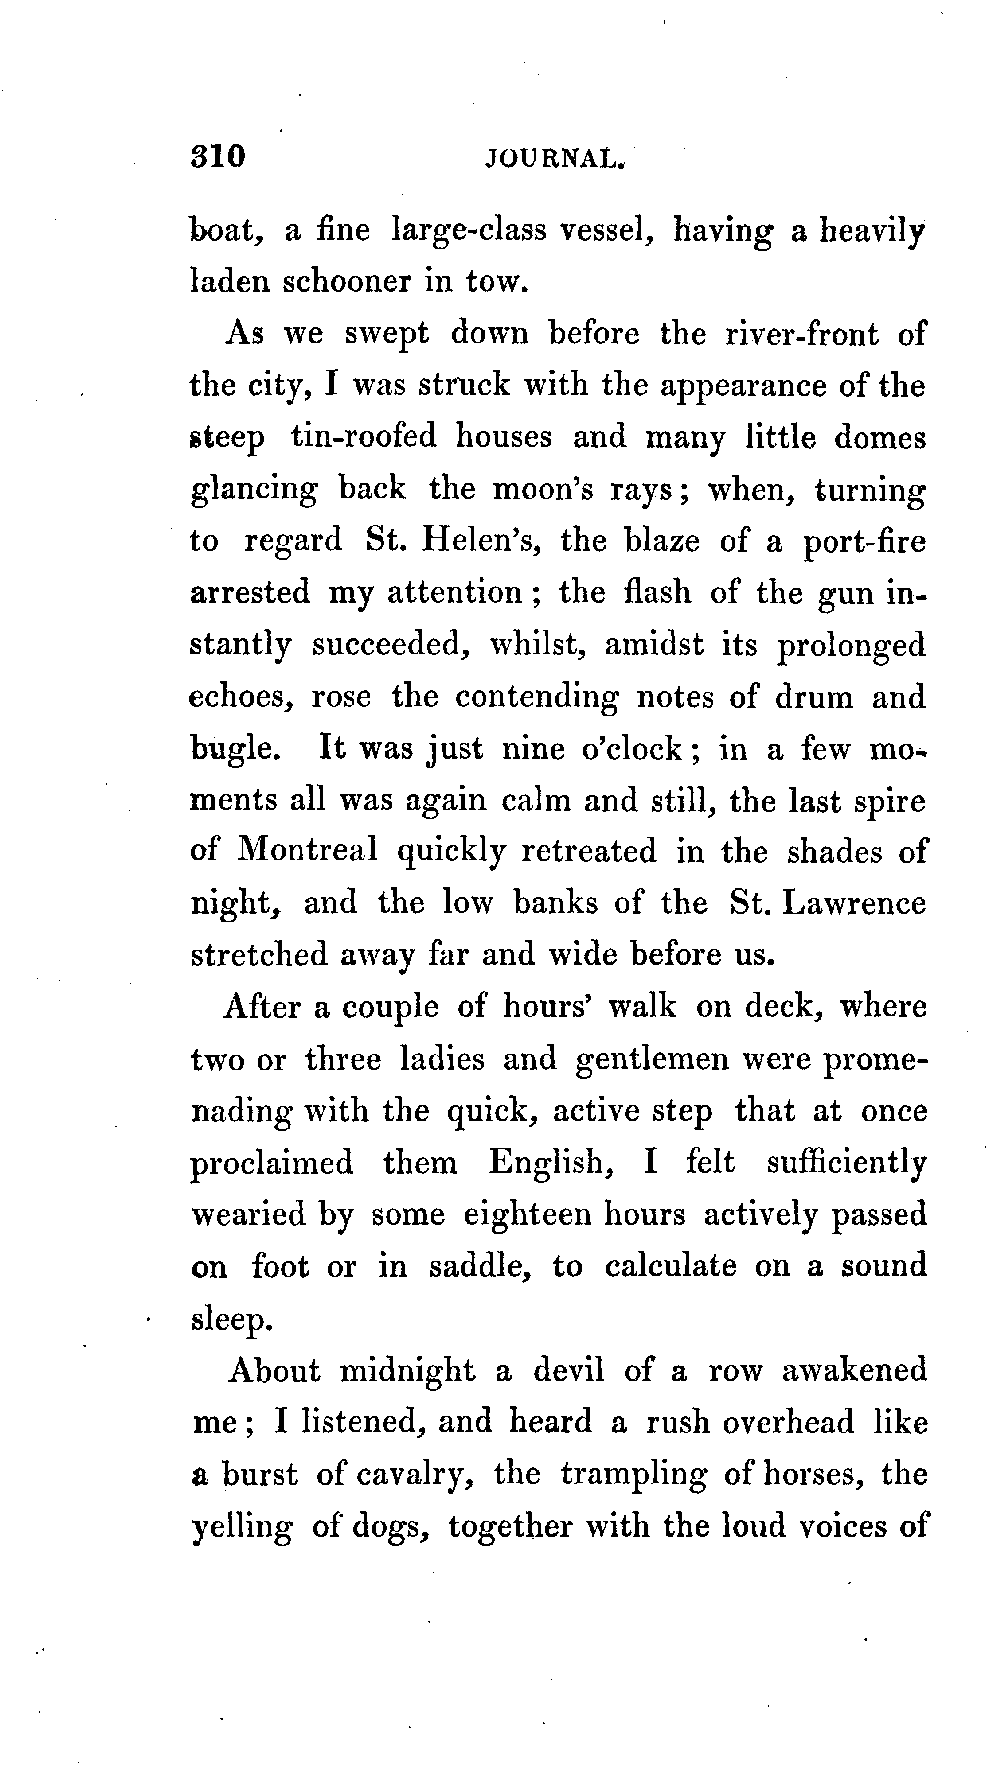 310 JOURNAL.
boat, a fine large-class vessel, having a heavily
laden schooner in tow.
As we swept down before the river-front of
the city, I was struck with the appearance of the
steep tin-roofed houses and many little domes
glancing back the moon's rays; when, turning
to regard St. Helen's, the blaze of a port-fire
arrested my attention; the flash of the gun in-
stantly succeeded, whilst, amidst its prolonged
echoes, rose the contending notes of drum and
bugle. It was just nine o'clock; in a few mo-
ments all was again calm and still, the last spire
of Montreal quickly retreated in the shades of
night, and the low banks of the St. Lawrence
stretched away far and wide before us.
After a couple of hours' walk on deck, where
two or three ladies and gentlemen were prome-
nading with the quick, active step that at once
proclaimed them English, I felt sufficiently
wearied by some eighteen hours actively passed
on foot or in saddle, to calculate on a sound
sleep.
About midnight a devil of a row awakened
me; I listened, and heard a rush overhead like
a burst of cavalry, the trampling of horses, the
yelling of dogs, together with the loud voices of